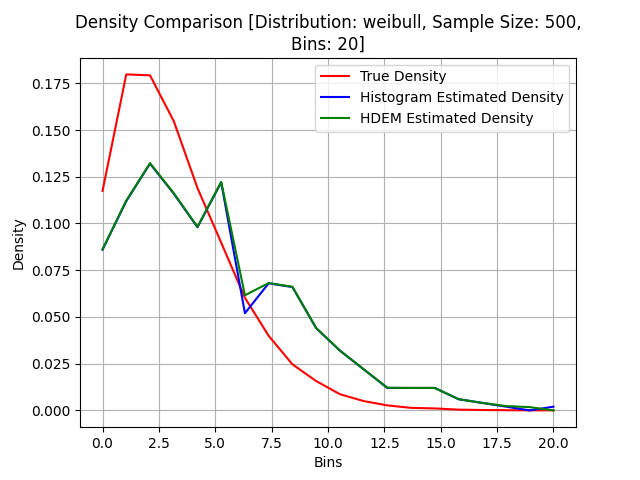 Density Comparison [Distribution: weibull, Sample Size: 500,
Bins: 20]
True Density
Histogram Estimated Density
HDEM Estimated Density
Density
0.175
0.150
0.125
0.100
0.075
0.050
0.025
0.000
0.0 2.5 5.0 7.5 10.0 12.5 15.0 17.5 20.0
Bins